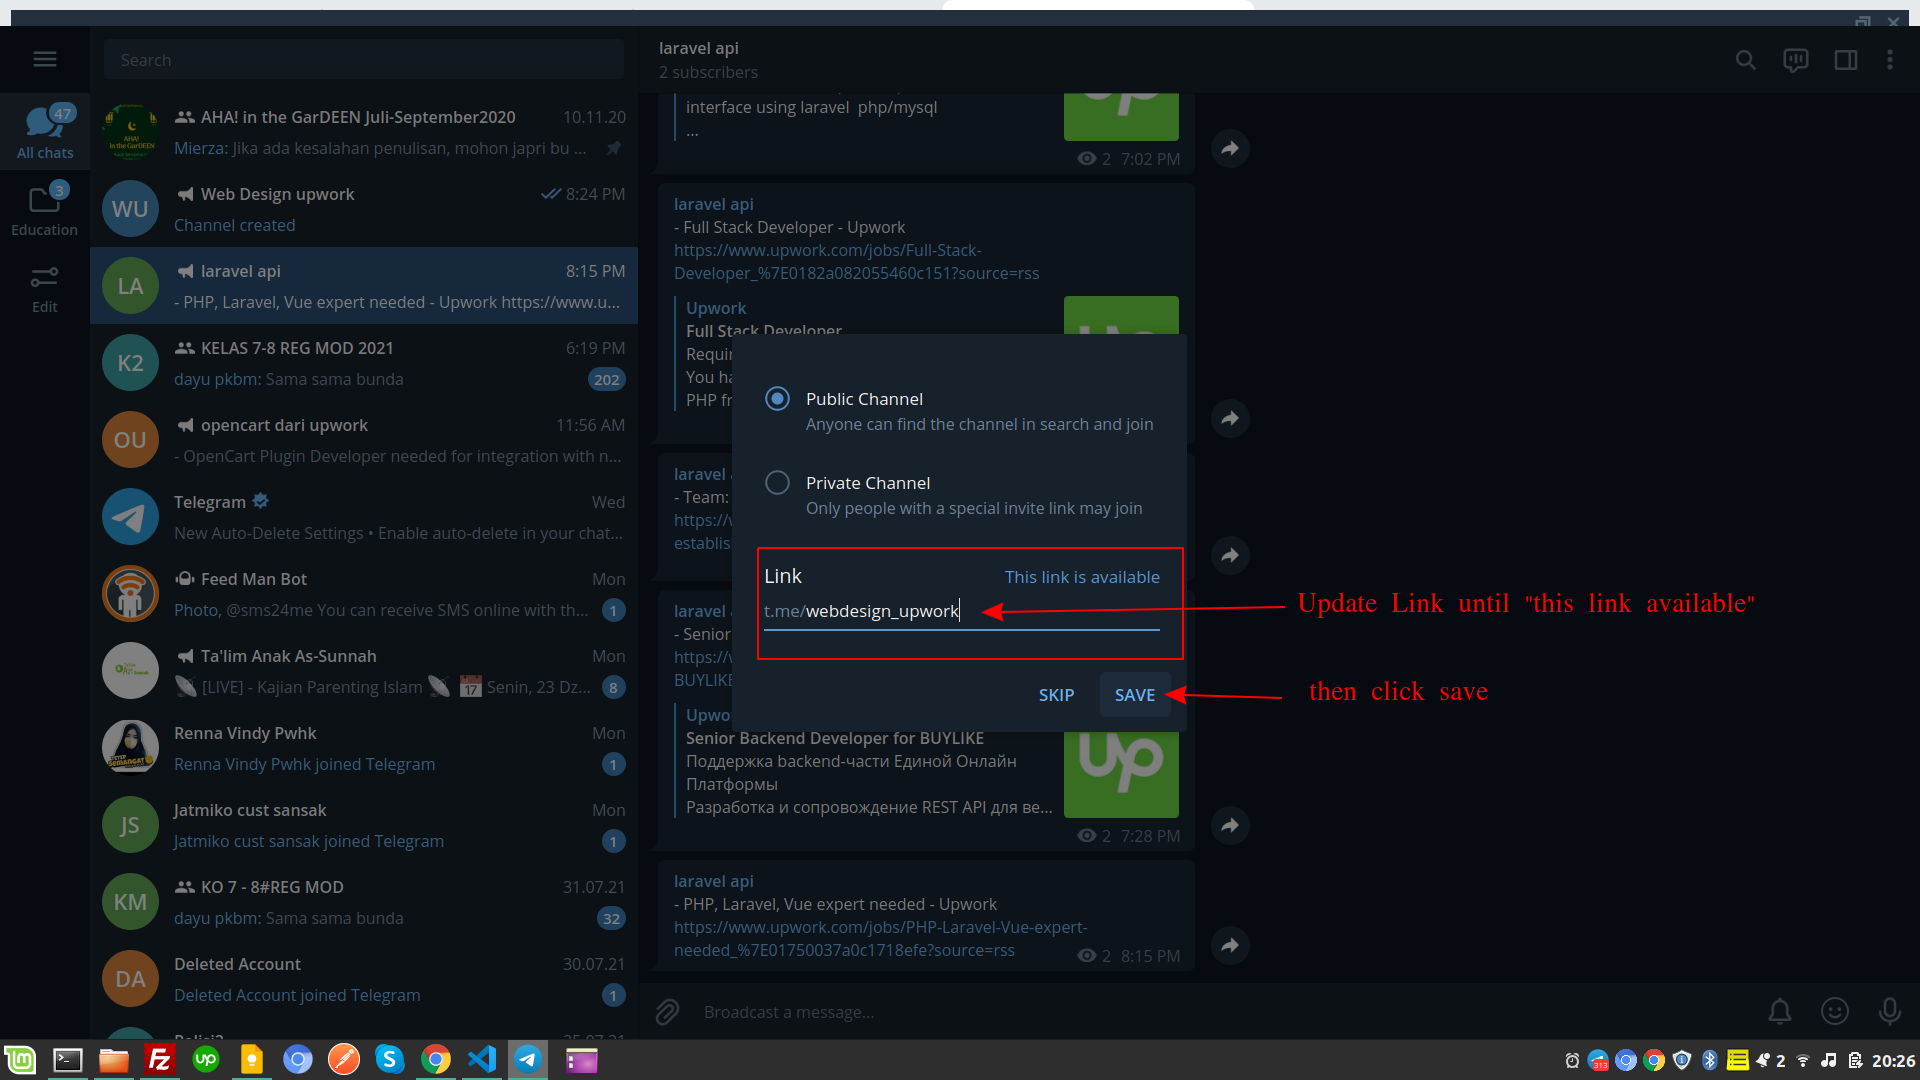 Search
laravel api
2 subscribers
47
All chats
3
Education
Edit
AHA! in the GarDEEN
AHA! in the GarDEEN Juli-September2020 10.11.20
Mierza: Jika ada kesalahan penulisan, mohon japri bu ...
WU
Web Design upwork 8:24 PM
Channel created
LA
laravel api 8:15 PM
- PHP, Laravel, Vue expert needed - Upwork https://www.u...
K2
KELAS 7-8 REG MOD 2021 6:19 PM
dayu pkbm: Sama sama bunda 202
OU
opencart dari upwork 11:56 AM
- OpenCart Plugin Developer needed for integration with n...
Telegram Wed
New Auto-Delete Settings • Enable auto-delete in your chat...
Feed Man Bot Mon
Photo, @sms24me You can receive SMS online with th... 1
Ta'lim Anak As-Sunnah Mon
[LIVE] - Kajian Parenting Islam 📅 17 Senin, 23 Dz... 8
Renna Vindy Pwhk Mon
SEMANGAT
Renna Vindy Pwhk joined Telegram 1
JS
Jatmiko cust sansak Mon
Jatmiko cust sansak joined Telegram 1
KM
KO 7 - 8#REG MOD 31.07.21
dayu pkbm: Sama sama bunda 32
DA
Deleted Account 30.07.21
Deleted Account joined Telegram 1
interface using laravel php/mysql
...
up
2 7:02 PM
laravel api
- Full Stack Developer - Upwork
https://www.upwork.com/jobs/Full-Stack-
Developer_%7E0182a082055460c151?source=rss
Upwork
Full Stack Developer
Requir
You ha
PHP fr
laravel a
- Team:
https://w
establis
laravel a
- Senior
https://w
BUYLIKE
Upwo
Senior Backend Developer for BUYLIKE
Поддержка backend-части Единой Онлайн
Платформы
Разработка и сопровождение REST API для ве...
up
2 7:28 PM
laravel api
- PHP, Laravel, Vue expert needed - Upwork
https://www.upwork.com/jobs/PHP-Laravel-Vue-expert-
needed_%7E01750037a0c1718efe?source=rss
2 8:15 PM
Broadcast a message...
Public Channel
Anyone can find the channel in search and join
Private Channel
Only people with a special invite link may join
Link This link is available
t.me/webdesign_upwork
SKIP SAVE
Update Link until "this link available"
then click save
Fz
up
S
313
2
20:26